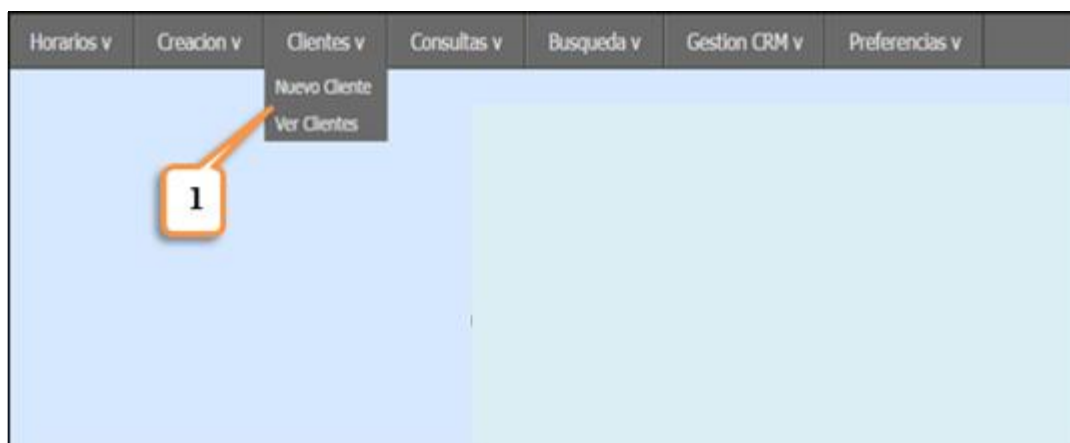 Horarios v Creacion v Clientes v Consultas v Busqueda v Gestion CRM v Preferencias v
Nuevo Cliente
Ver Clientes
1